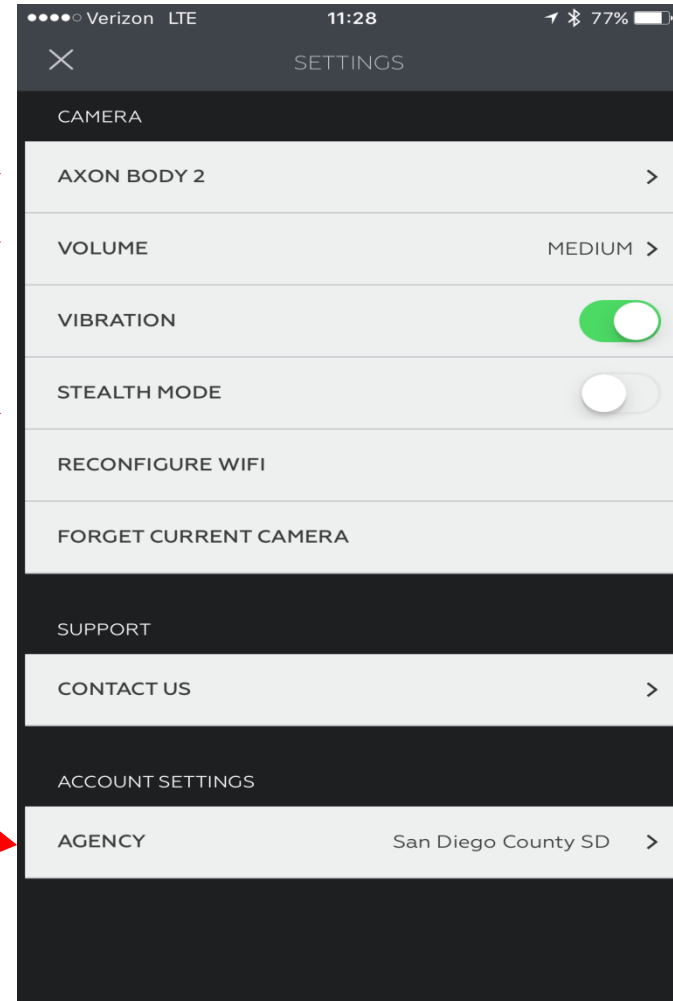 Verizon LTE 11:28 77%
SETTINGS
CAMERA
AXON BODY 2
VOLUME MEDIUM
VIBRATION
STEALTH MODE
RECONFIGURE WIFI
FORGET CURRENT CAMERA
SUPPORT
CONTACT US
ACCOUNT SETTINGS
AGENCY San Diego County SD